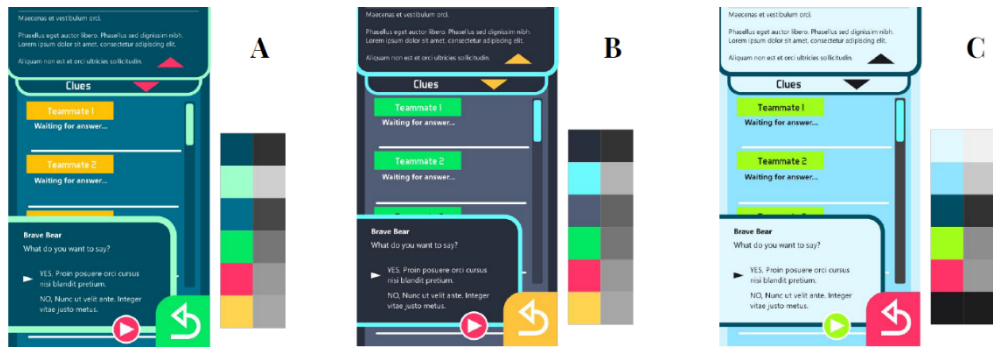 Maecenas et vestibulum orci.
Phasellus eget auctor libero. Phasellus sed dignissim nibh.
Lorem ipsum dolor sit amet, consectetur adipiscing elit.
Aliquam non est et orci ultricies sollicitudin.
Clues
Teammate 1
Waiting for answer...
Teammate 2
Waiting for answer...
Brave Bear
What do you want to say?
YES, Proin posuere orci cursus
nisi blandit pretium.
NO, Nunc ut velit ante. Integer
vitae justo metus.
A
Maecenas et vestibulum orci.
Phasellus eget auctor libero. Phasellus sed dignissim nibh.
Lorem ipsum dolor sit amet, consectetur adipiscing elit.
Aliquam non est et orci ultricies sollicitudin.
Clues
Teammate 1
Waiting for answer...
Teammate 2
Waiting for answer...
Brave Bear
What do you want to say?
YES, Proin posuere orci cursus
nisi blandit pretium.
NO, Nunc ut velit ante. Integer
vitae justo metus.
B
Maecenas et vestibulum orci.
Phasellus eget auctor libero. Phasellus sed dignissim nibh.
Lorem ipsum dolor sit amet, consectetur adipiscing elit.
Aliquam non est et orci ultricies sollicitudin.
Clues
Teammate 1
Waiting for answer...
Teammate 2
Waiting for answer...
Brave Bear
What do you want to say?
YES, Proin posuere orci cursus
nisi blandit pretium.
NO, Nunc ut velit ante. Integer
vitae justo metus.
C